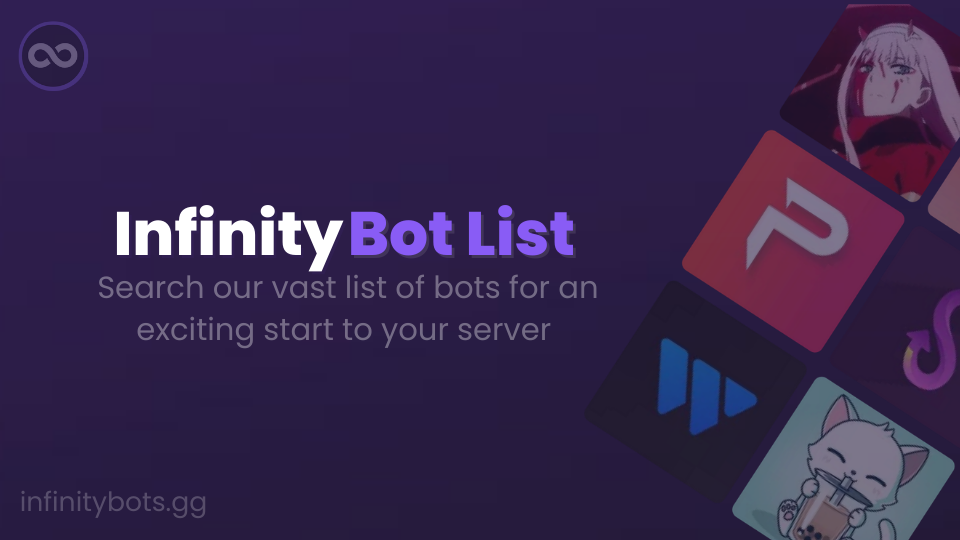 Infinity Bot List
Search our vast list of bots for an
exciting start to your server
infinitybots.gg